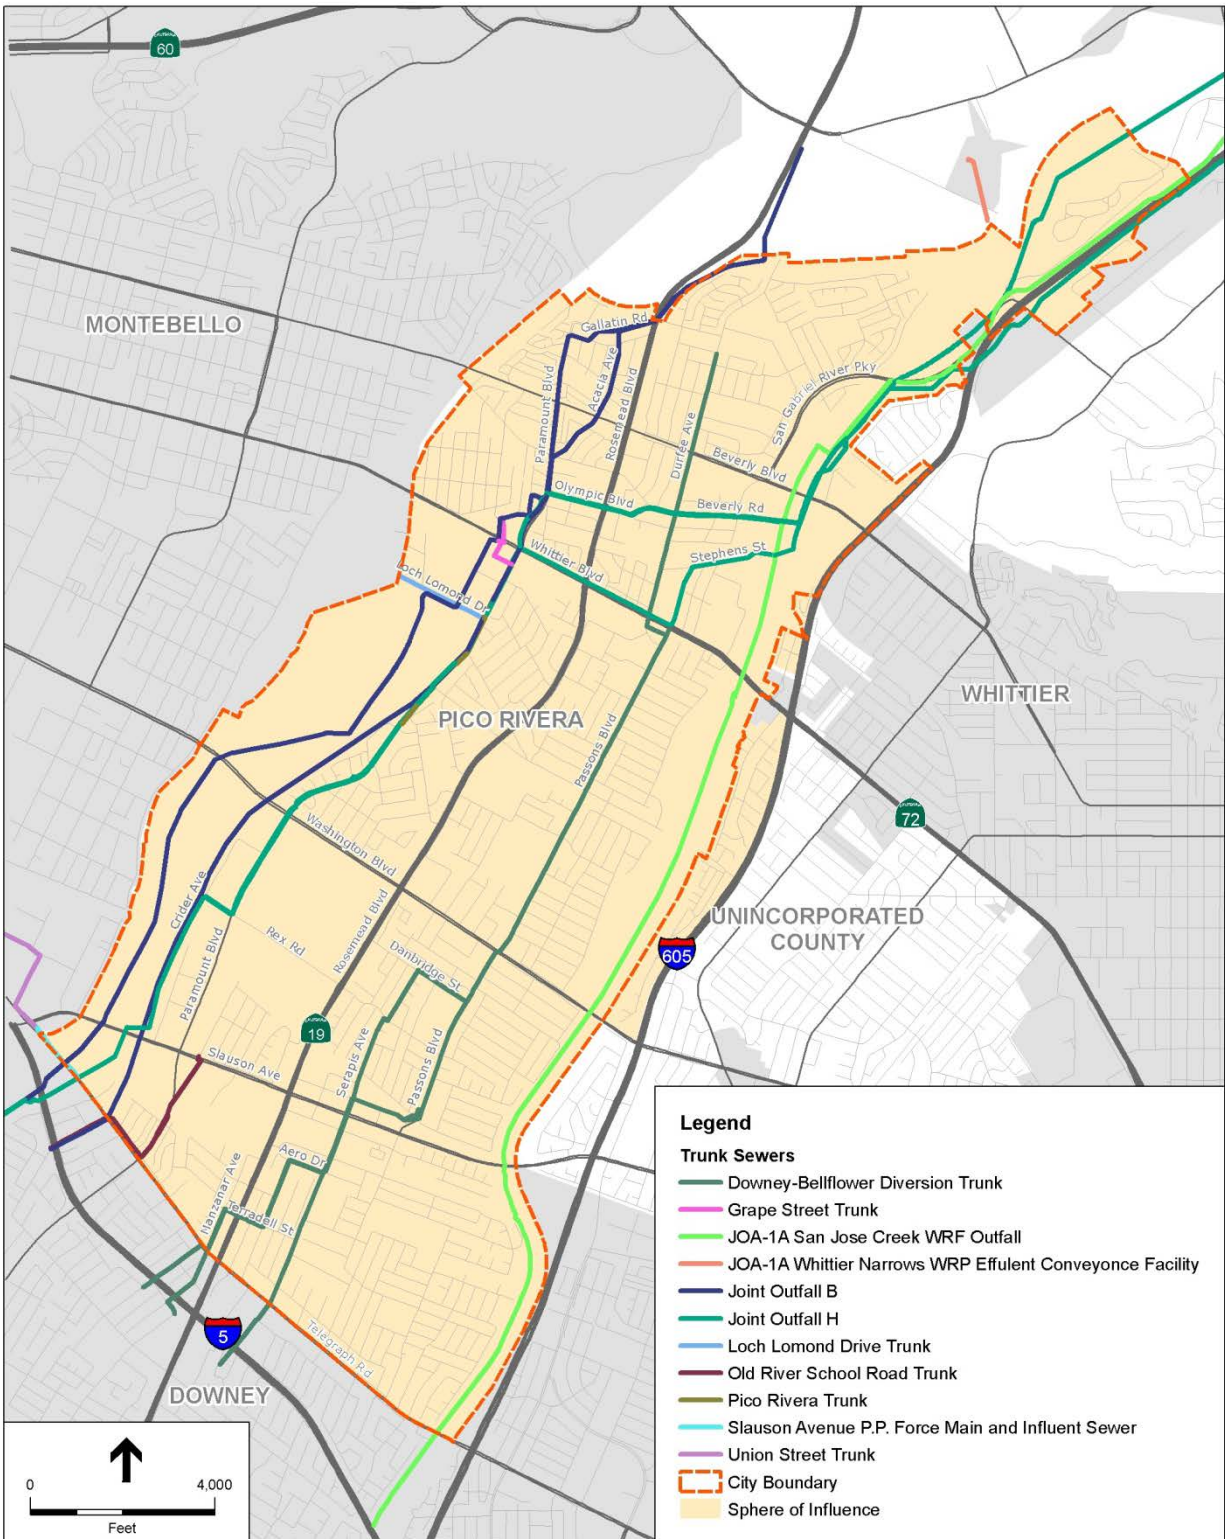 60
MONTEBELLO
Gallatin Rd
Paramount Blvd
Acacia Ave
Rosemead Blvd
San Gabriel River Pky
Durfee Ave
Beverly Blvd
Olympic Blvd
Beverly Rd
Whittier Blvd
Stephens St
Loch Lomond Dr
PICO RIVERA
WHITTIER
Passons Blvd
72
Washington Blvd
Crider Ave
UNINCORPORATED
COUNTY
Rex Rd
Rosemead Blvd
Danbridge St
605
Paramount Blvd
19
Slauson Ave
Serapis Ave
Passons Blvd
Aero Dr
Manzanar Ave
Terradell St
5
Telegraph Rd
DOWNEY
0
4,000
Feet
Legend
Trunk Sewers
Downey-Bellflower Diversion Trunk
Grape Street Trunk
JOA-1A San Jose Creek WRF Outfall
JOA-1A Whittier Narrows WRP Effulent Conveyonce Facility
Joint Outfall B
Joint Outfall H
Loch Lomond Drive Trunk
Old River School Road Trunk
Pico Rivera Trunk
Slauson Avenue P.P. Force Main and Influent Sewer
Union Street Trunk
City Boundary
Sphere of Influence